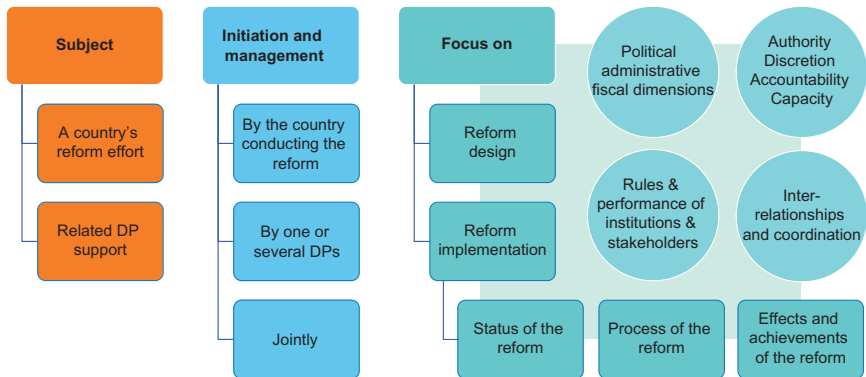 Subject
A country's
reform effort
Related DP
support
Initiation and
management
By the country
conducting the
reform
By one or
several DPs
Jointly
Focus on
Reform
design
Reform
implementation
Status of the
reform
Process of the
reform
Effects and
achievements
of the reform
Political
administrative
fiscal dimensions
Authority
Discretion
Accountability
Capacity
Rules &
performance of
institutions &
stakeholders
Inter-
relationships
and coordination